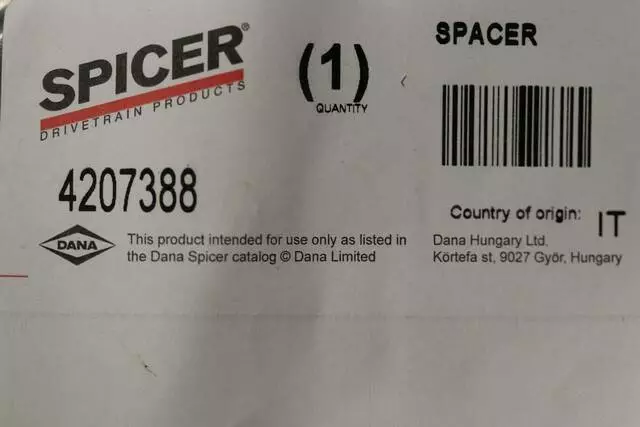 SPICER®
DRIVETRAIN PRODUCTS
(1)
QUANTITY
SPACER
4207388
Country of origin: IT
DANA
This product intended for use only as listed in
the Dana Spicer catalog © Dana Limited
Dana Hungary Ltd.
Körtefa st, 9027 Győr, Hungary